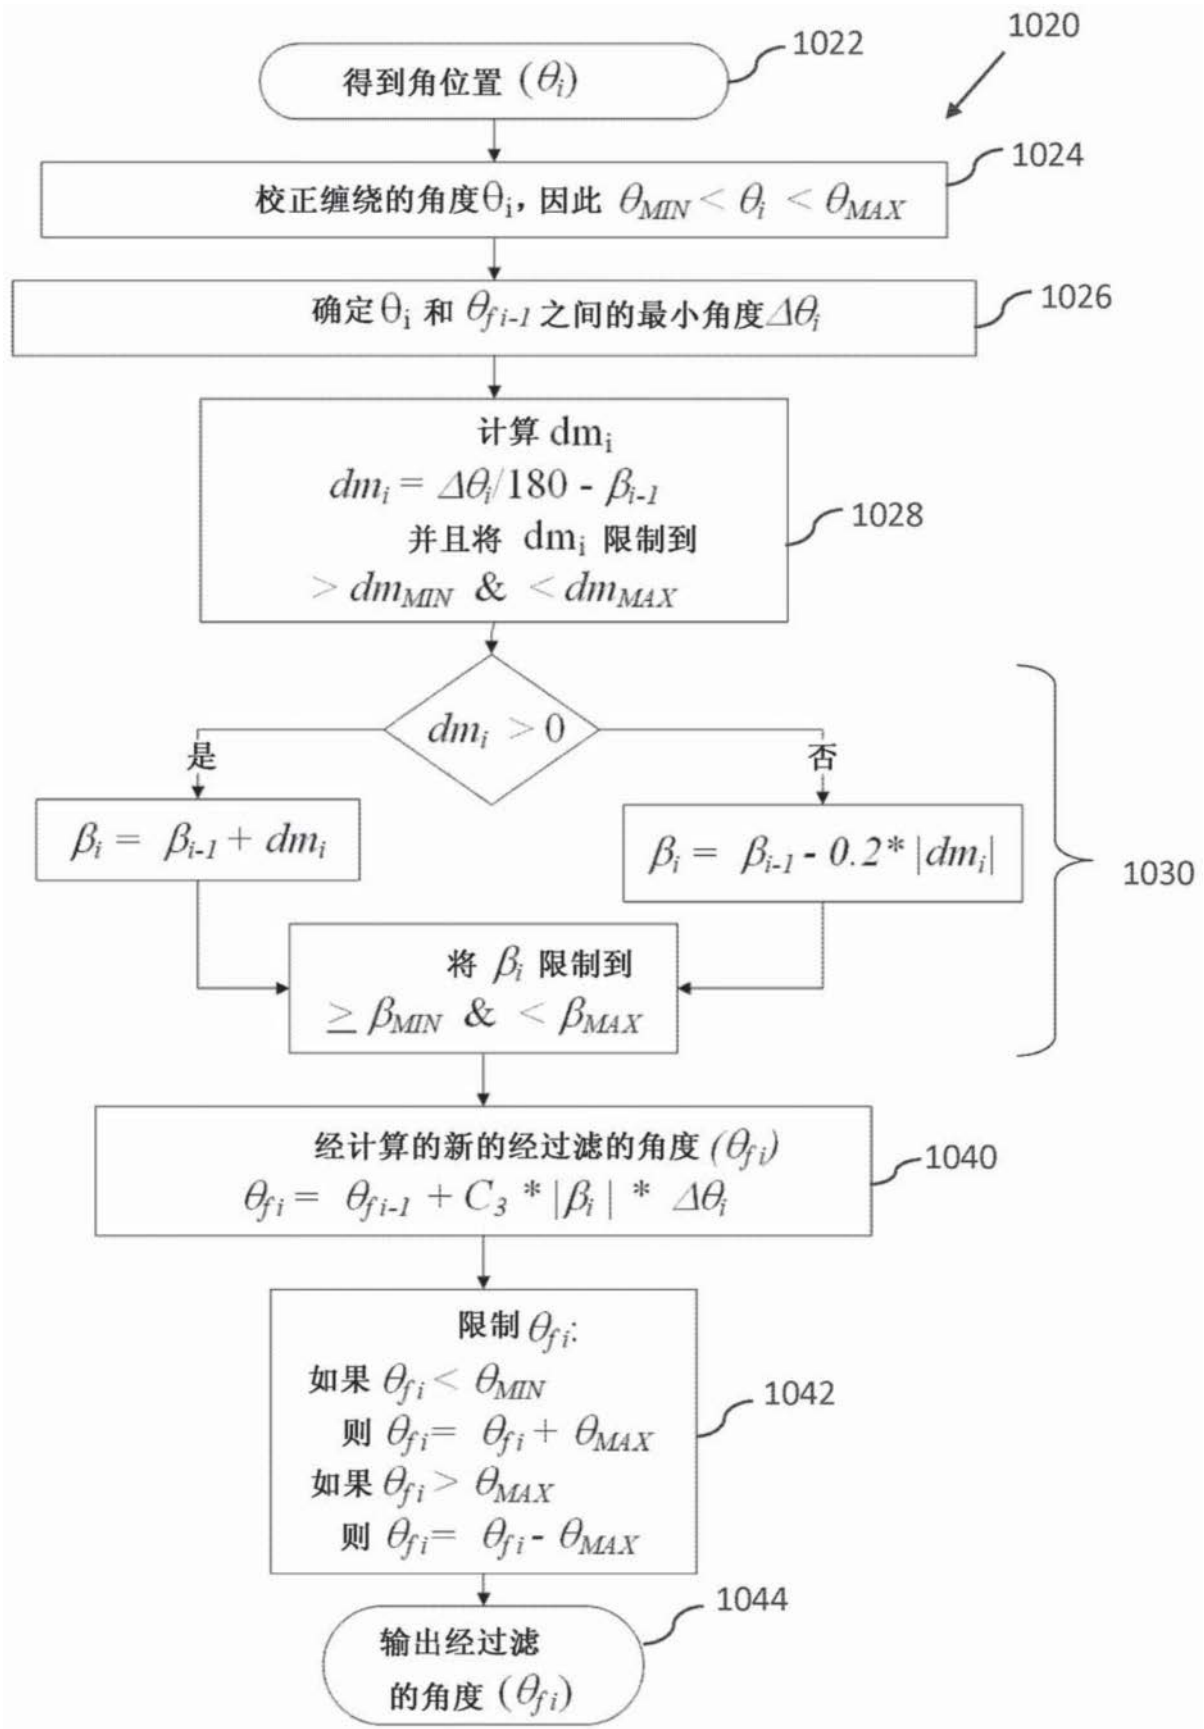 1020
得到角位置 (θi)
1022
校正缠绕的角度θi，因此 θMIN < θi < θMAX
1024
确定θi 和 θf i-1 之间的最小角度Δθi
1026
计算 dmi
dmi = Δθi/180 - βi-1
并且将 dmi 限制到
> dmMIN & < dmMAX
1028
dmi > 0
是
否
βi = βi-1 + dmi
βi = βi-1 - 0.2* |dmi|
将 βi 限制到
≥ βMIN & < βMAX
1030
经计算的新的经过滤的角度 (θf i)
θf i = θf i-1 + C3 * |βi | * Δθi
1040
限制 θf i:
如果 θf i < θMIN
则 θf i = θf i + θMAX
如果 θf i > θMAX
则 θf i = θf i - θMAX
1042
输出经过滤
的角度 (θf i)
1044